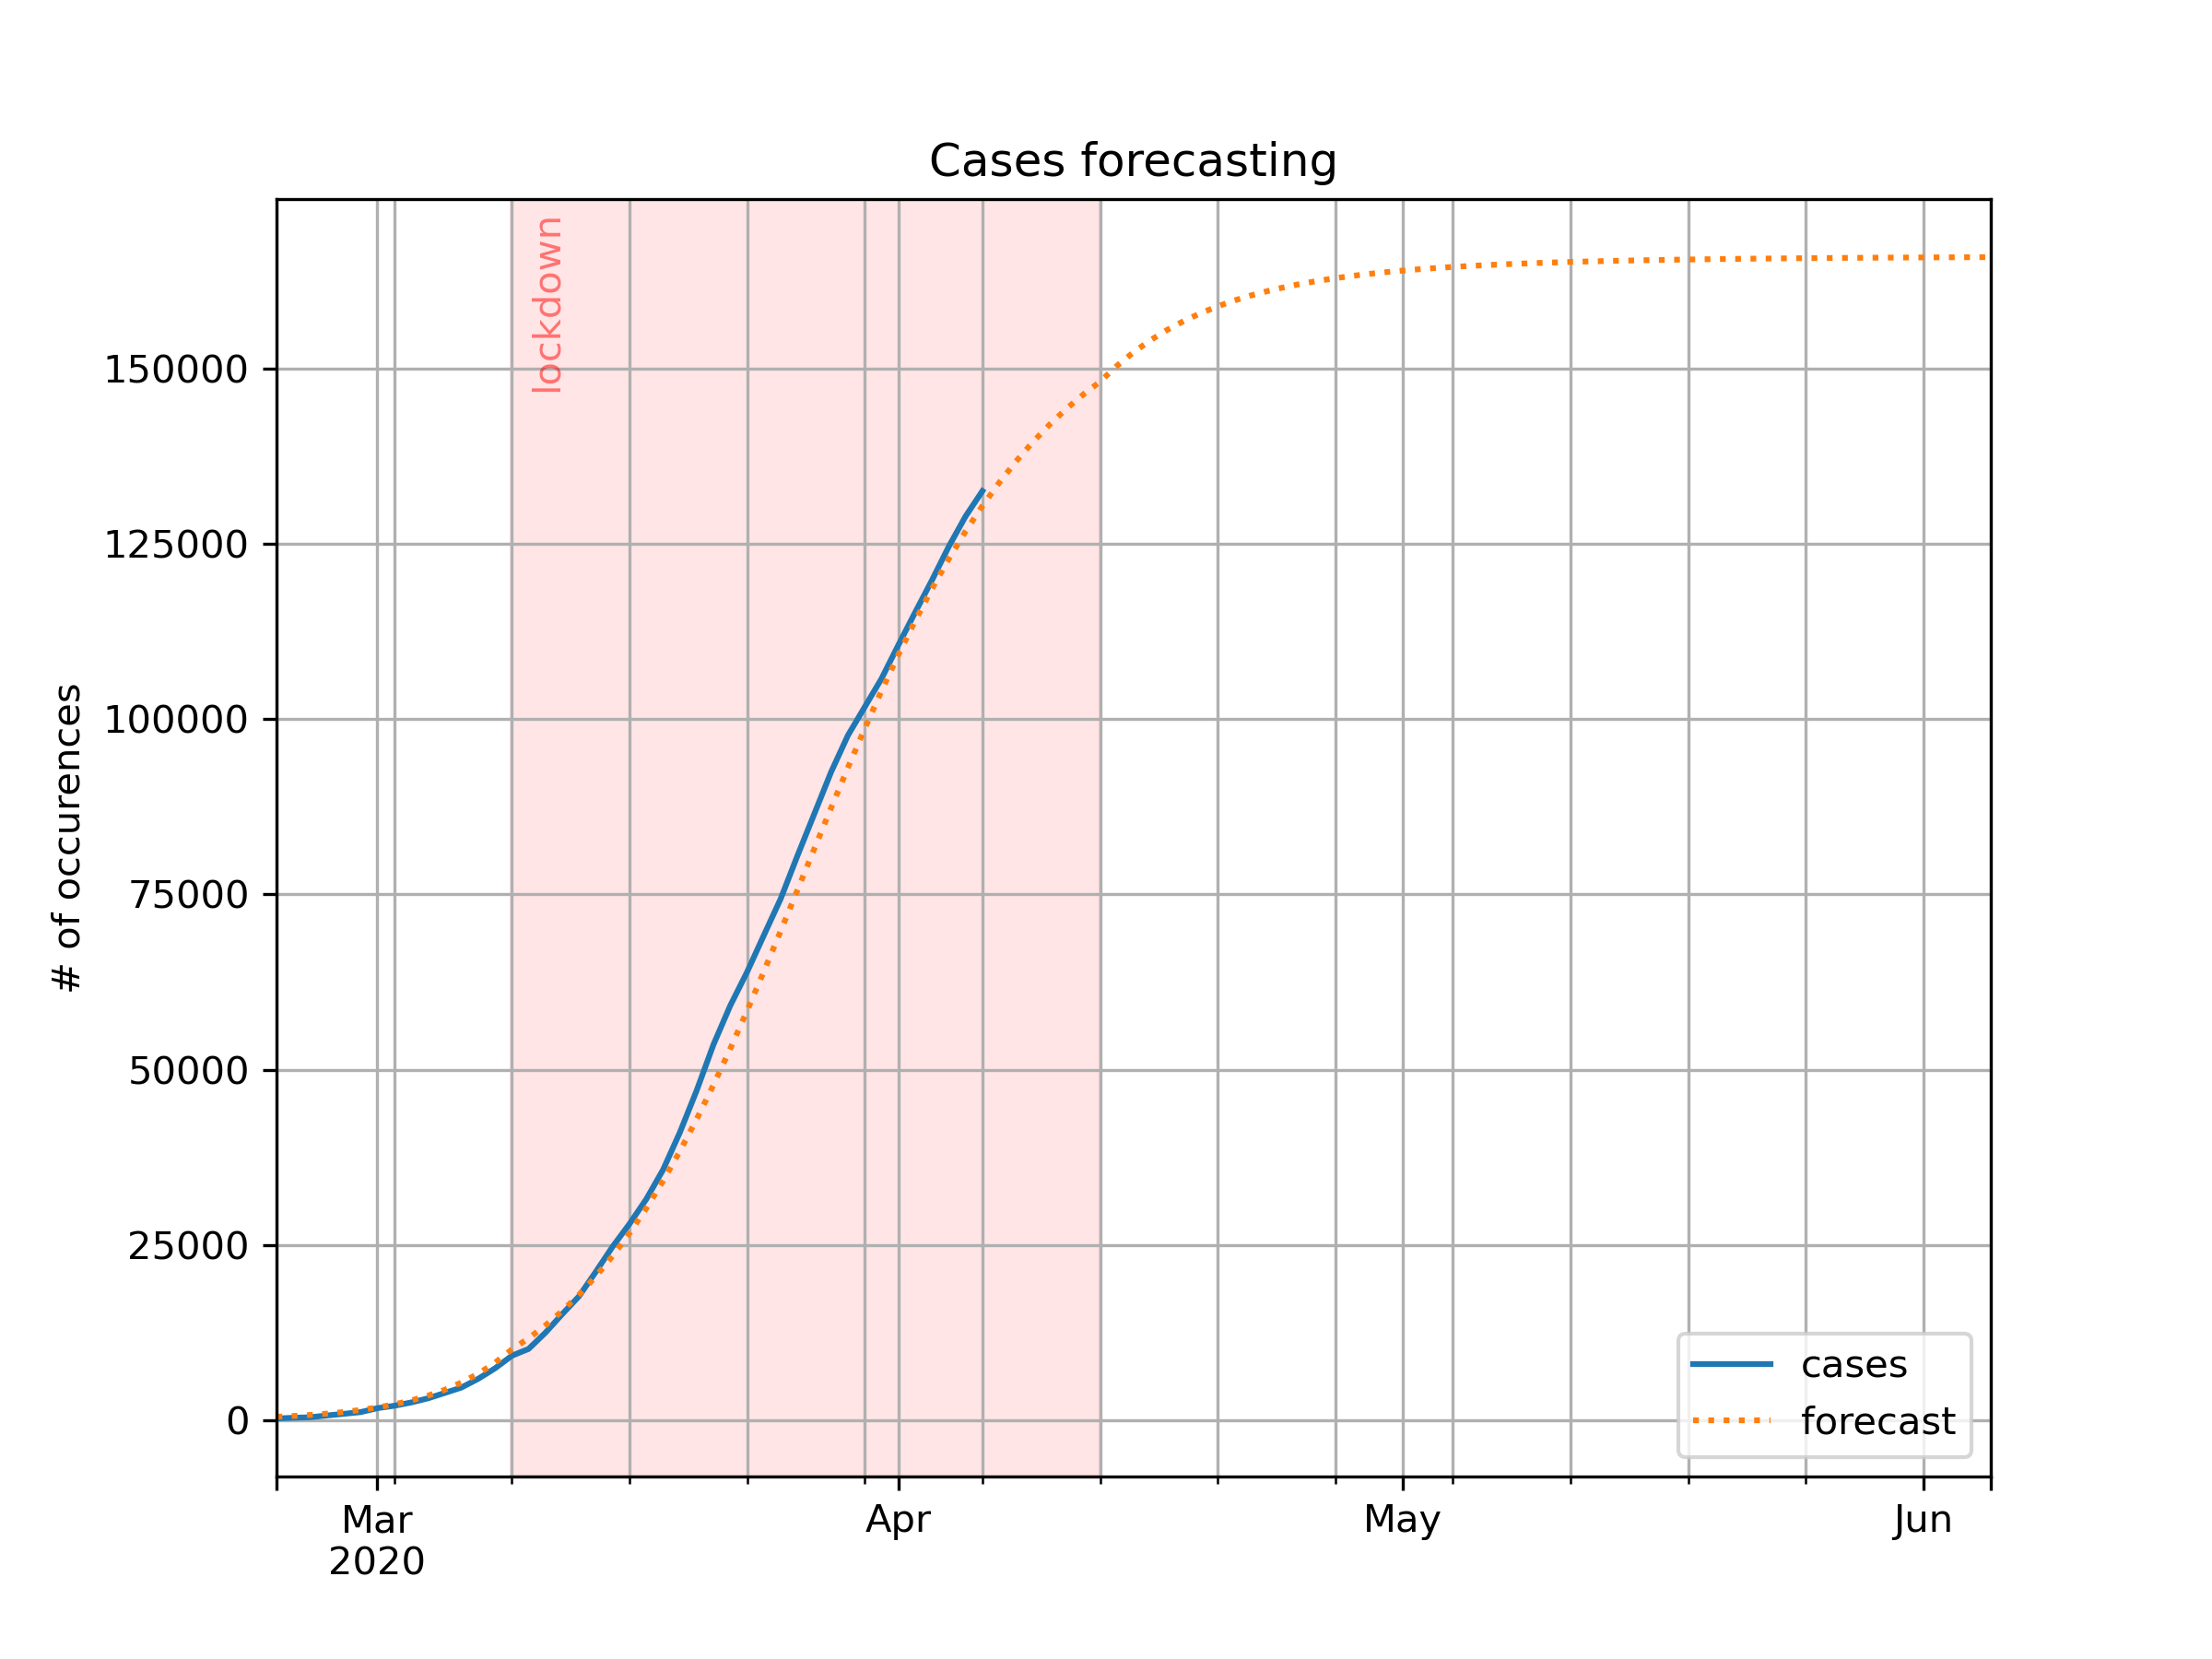 Cases forecasting
lockdown
# of occurences
150000
125000
100000
75000
50000
25000
0
Mar
2020
Apr
May
Jun
cases
forecast